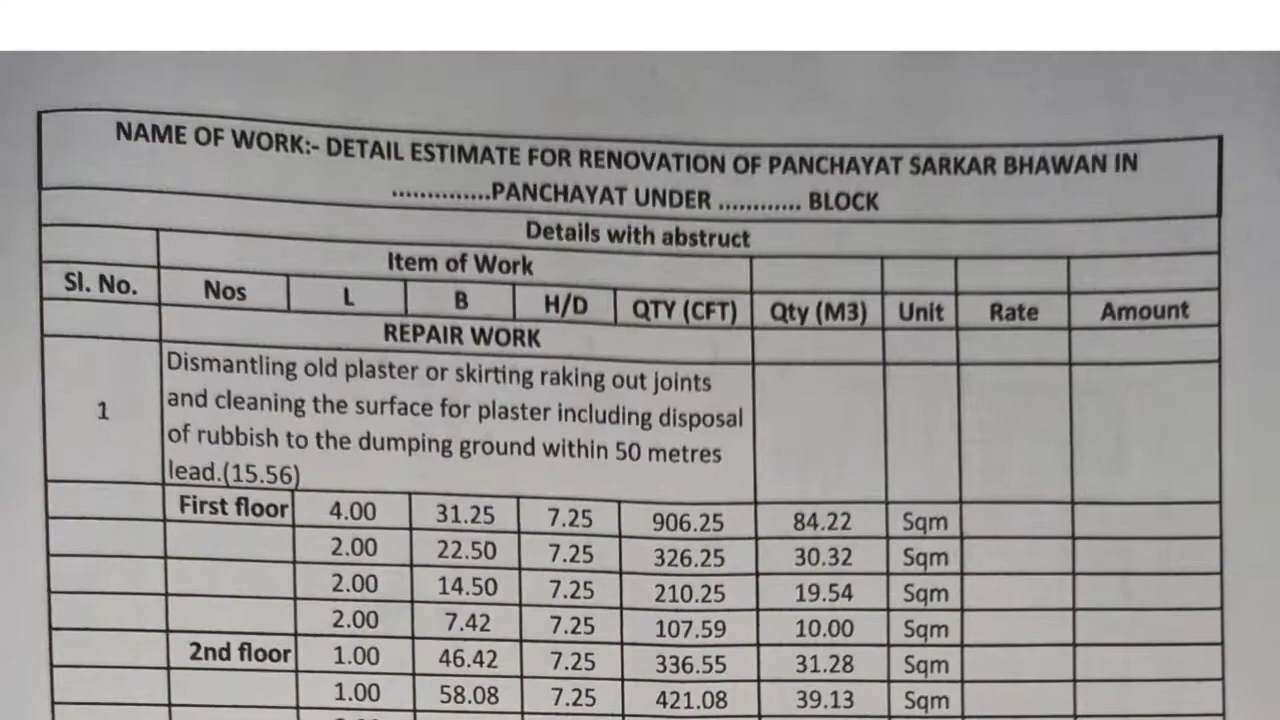 NAME OF WORK:- DETAIL ESTIMATE FOR RENOVATION OF PANCHAYAT SARKAR BHAWAN IN
..............PANCHAYAT UNDER ............ BLOCK
Details with abstruct
Item of Work
Sl. No. Nos L B H/D QTY (CFT) Qty (M3) Unit Rate Amount
REPAIR WORK
1 Dismantling old plaster or skirting raking out joints
and cleaning the surface for plaster including disposal
of rubbish to the dumping ground within 50 metres
lead.(15.56)
First floor 4.00 31.25 7.25 906.25 84.22 Sqm
2.00 22.50 7.25 326.25 30.32 Sqm
2.00 14.50 7.25 210.25 19.54 Sqm
2.00 7.42 7.25 107.59 10.00 Sqm
2nd floor 1.00 46.42 7.25 336.55 31.28 Sqm
1.00 58.08 7.25 421.08 39.13 Sqm